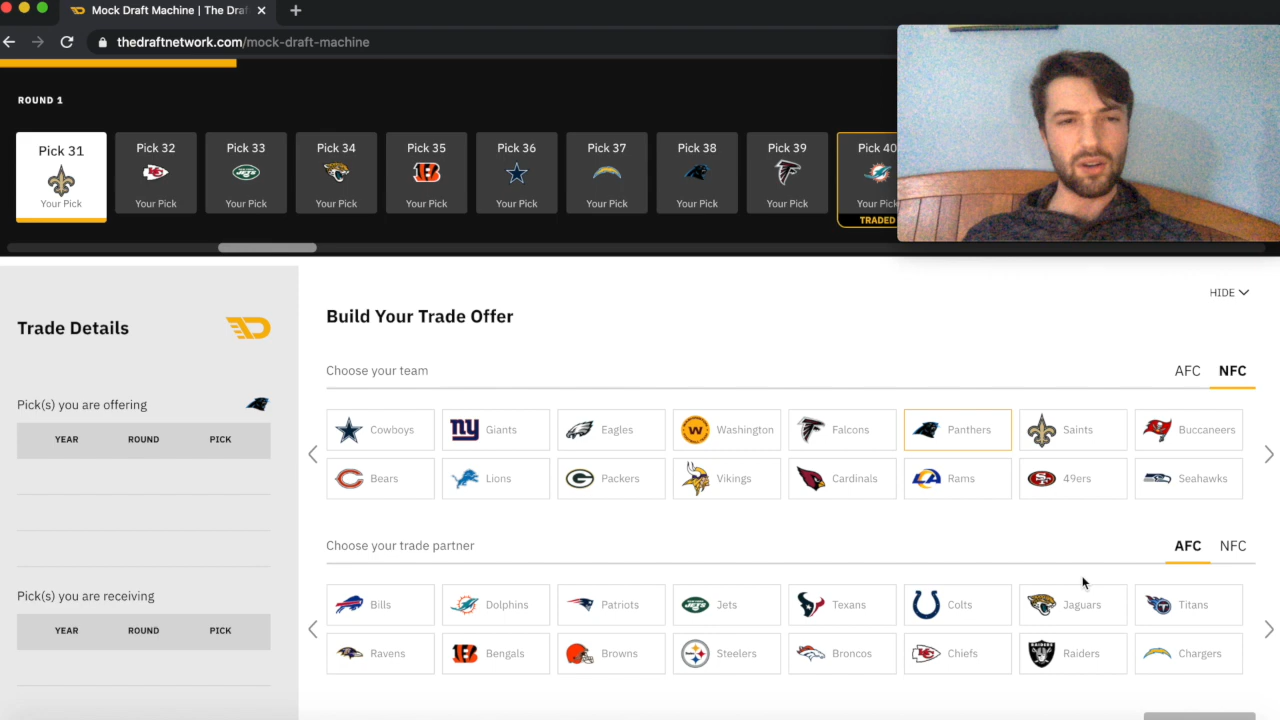 Mock Draft Machine | The Dra
thedraftnetwork.com/mock-draft-machine
ROUND 1
Pick 31 Pick 32 Pick 33 Pick 34 Pick 35 Pick 36 Pick 37 Pick 38 Pick 39 Pick 40
Your Pick Your Pick Your Pick Your Pick Your Pick Your Pick Your Pick Your Pick Your Pick Your Pick
TRADED
HIDE
Trade Details
Build Your Trade Offer
Choose your team AFC NFC
Pick(s) you are offering
YEAR ROUND PICK
Cowboys NY Giants Eagles W Washington Falcons Panthers Saints Buccaneers
Bears Lions Packers Vikings Cardinals Rams 49ers Seahawks
Choose your trade partner AFC NFC
Pick(s) you are receiving
YEAR ROUND PICK
Bills Dolphins Patriots Jets Texans Colts Jaguars Titans
Ravens Bengals Browns Steelers Broncos Chiefs Raiders Chargers